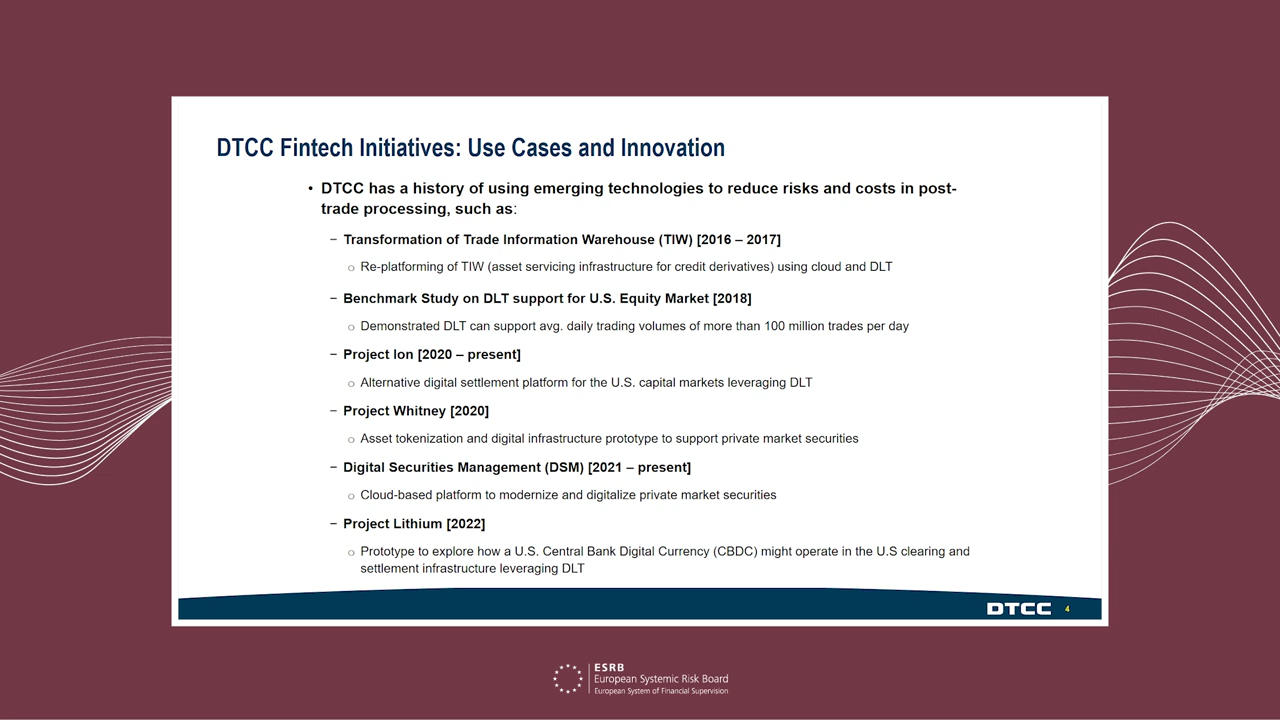 DTCC Fintech Initiatives: Use Cases and Innovation
• DTCC has a history of using emerging technologies to reduce risks and costs in post-
trade processing, such as:
− Transformation of Trade Information Warehouse (TIW) [2016 – 2017]
o Re-platforming of TIW (asset servicing infrastructure for credit derivatives) using cloud and DLT
− Benchmark Study on DLT support for U.S. Equity Market [2018]
o Demonstrated DLT can support avg. daily trading volumes of more than 100 million trades per day
− Project Ion [2020 – present]
o Alternative digital settlement platform for the U.S. capital markets leveraging DLT
− Project Whitney [2020]
o Asset tokenization and digital infrastructure prototype to support private market securities
− Digital Securities Management (DSM) [2021 – present]
o Cloud-based platform to modernize and digitalize private market securities
− Project Lithium [2022]
o Prototype to explore how a U.S. Central Bank Digital Currency (CBDC) might operate in the U.S clearing and
settlement infrastructure leveraging DLT
DTCC 4
ESRB
European Systemic Risk Board
European System of Financial Supervision